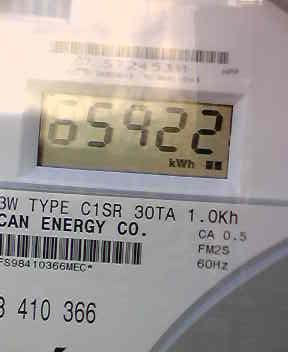 65922
kWh
3W TYPE C1SR 30TA 1.0Kh
CAN ENERGY CO.
CA 0.5
FM2S
FS98410366MEC*
60Hz
410 366